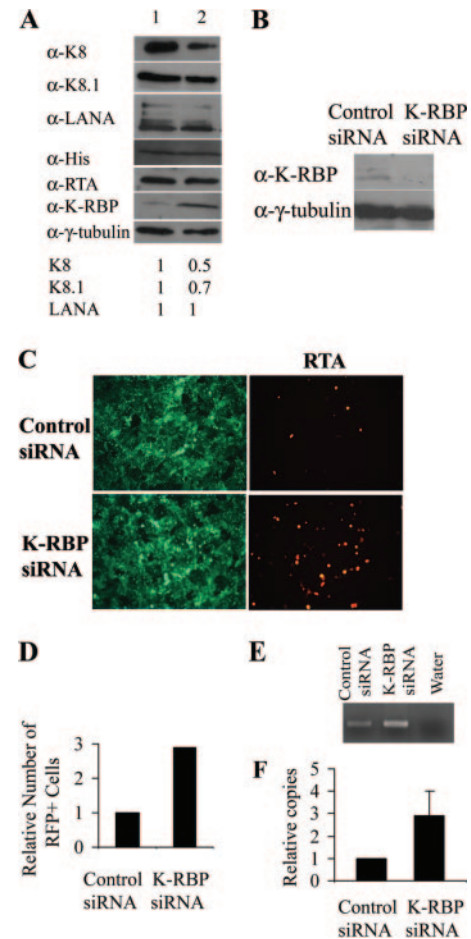 A
1 2
α-K8
α-K8.1
α-LANA
α-His
α-RTA
α-K-RBP
α-γ-tubulin
K8 1 0.5
K8.1 1 0.7
LANA 1 1
B
Control K-RBP
siRNA siRNA
α-K-RBP
α-γ-tubulin
C
RTA
Control
siRNA
K-RBP
siRNA
D
Relative Number of
RFP+ Cells
3
2
1
0
Control K-RBP
siRNA siRNA
E
Control
siRNA
K-RBP
siRNA
Water
F
Relative copies
5
4
3
2
1
0
Control K-RBP
siRNA siRNA